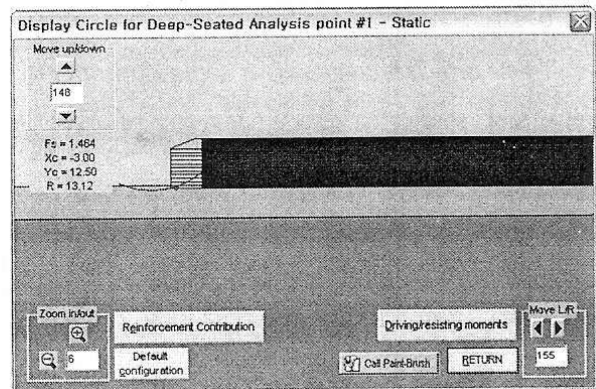 Display Circle for Deep-Seated Analysis point #1 - Static
Move up/down
148
Fs = 1.464
Xc = -3.00
Yc = 12.50
R = 13.12
Zoom in/out
6
Reinforcement Contribution
Default
configuration
Driving/resisting moments
Call Paint-Brush
RETURN
Move L/R
155